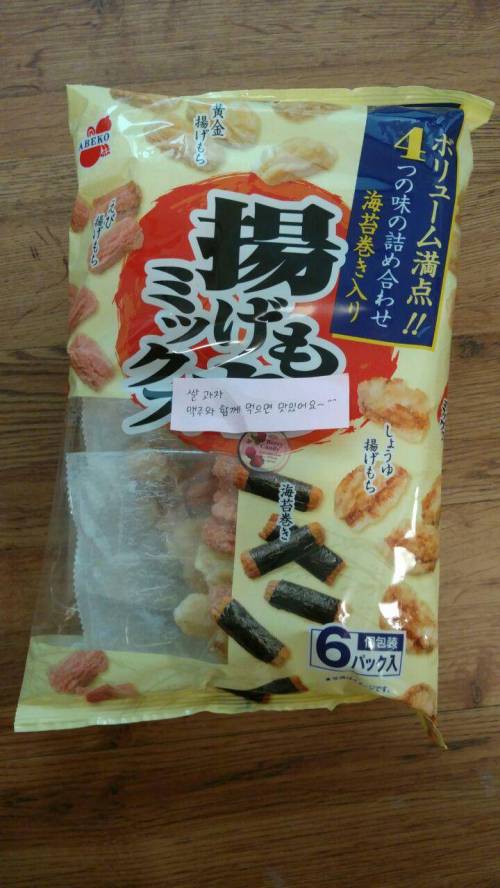 ABEKO
黄金
揚げもち
えび
揚げもち
ボリューム満点!!
4つの味の詰め合わせ
海苔巻き入り
揚げも
ミックス
쌀 과자
맥주와 함께 먹으면 맛있어요~^^
しょうゆ
揚げもち
海苔巻き
6
個包装
パック入